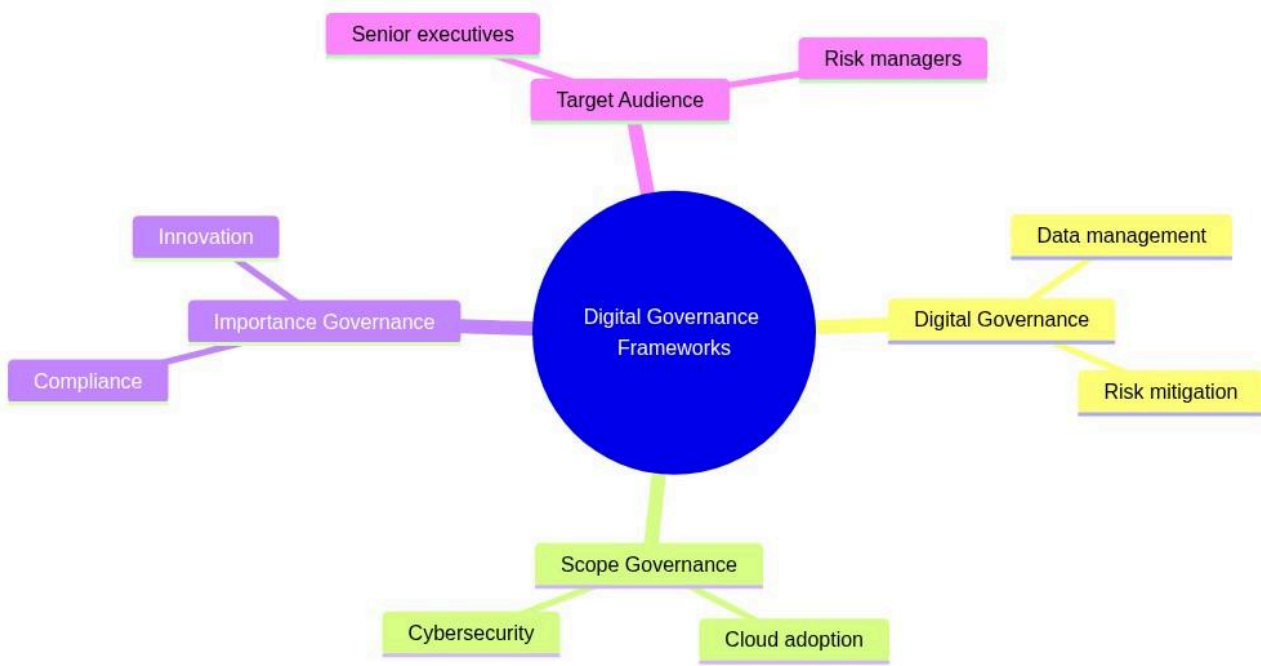 Senior executives
Risk managers
Target Audience
Innovation
Data management
Importance Governance
Digital Governance
Frameworks
Digital Governance
Compliance
Risk mitigation
Scope Governance
Cybersecurity
Cloud adoption